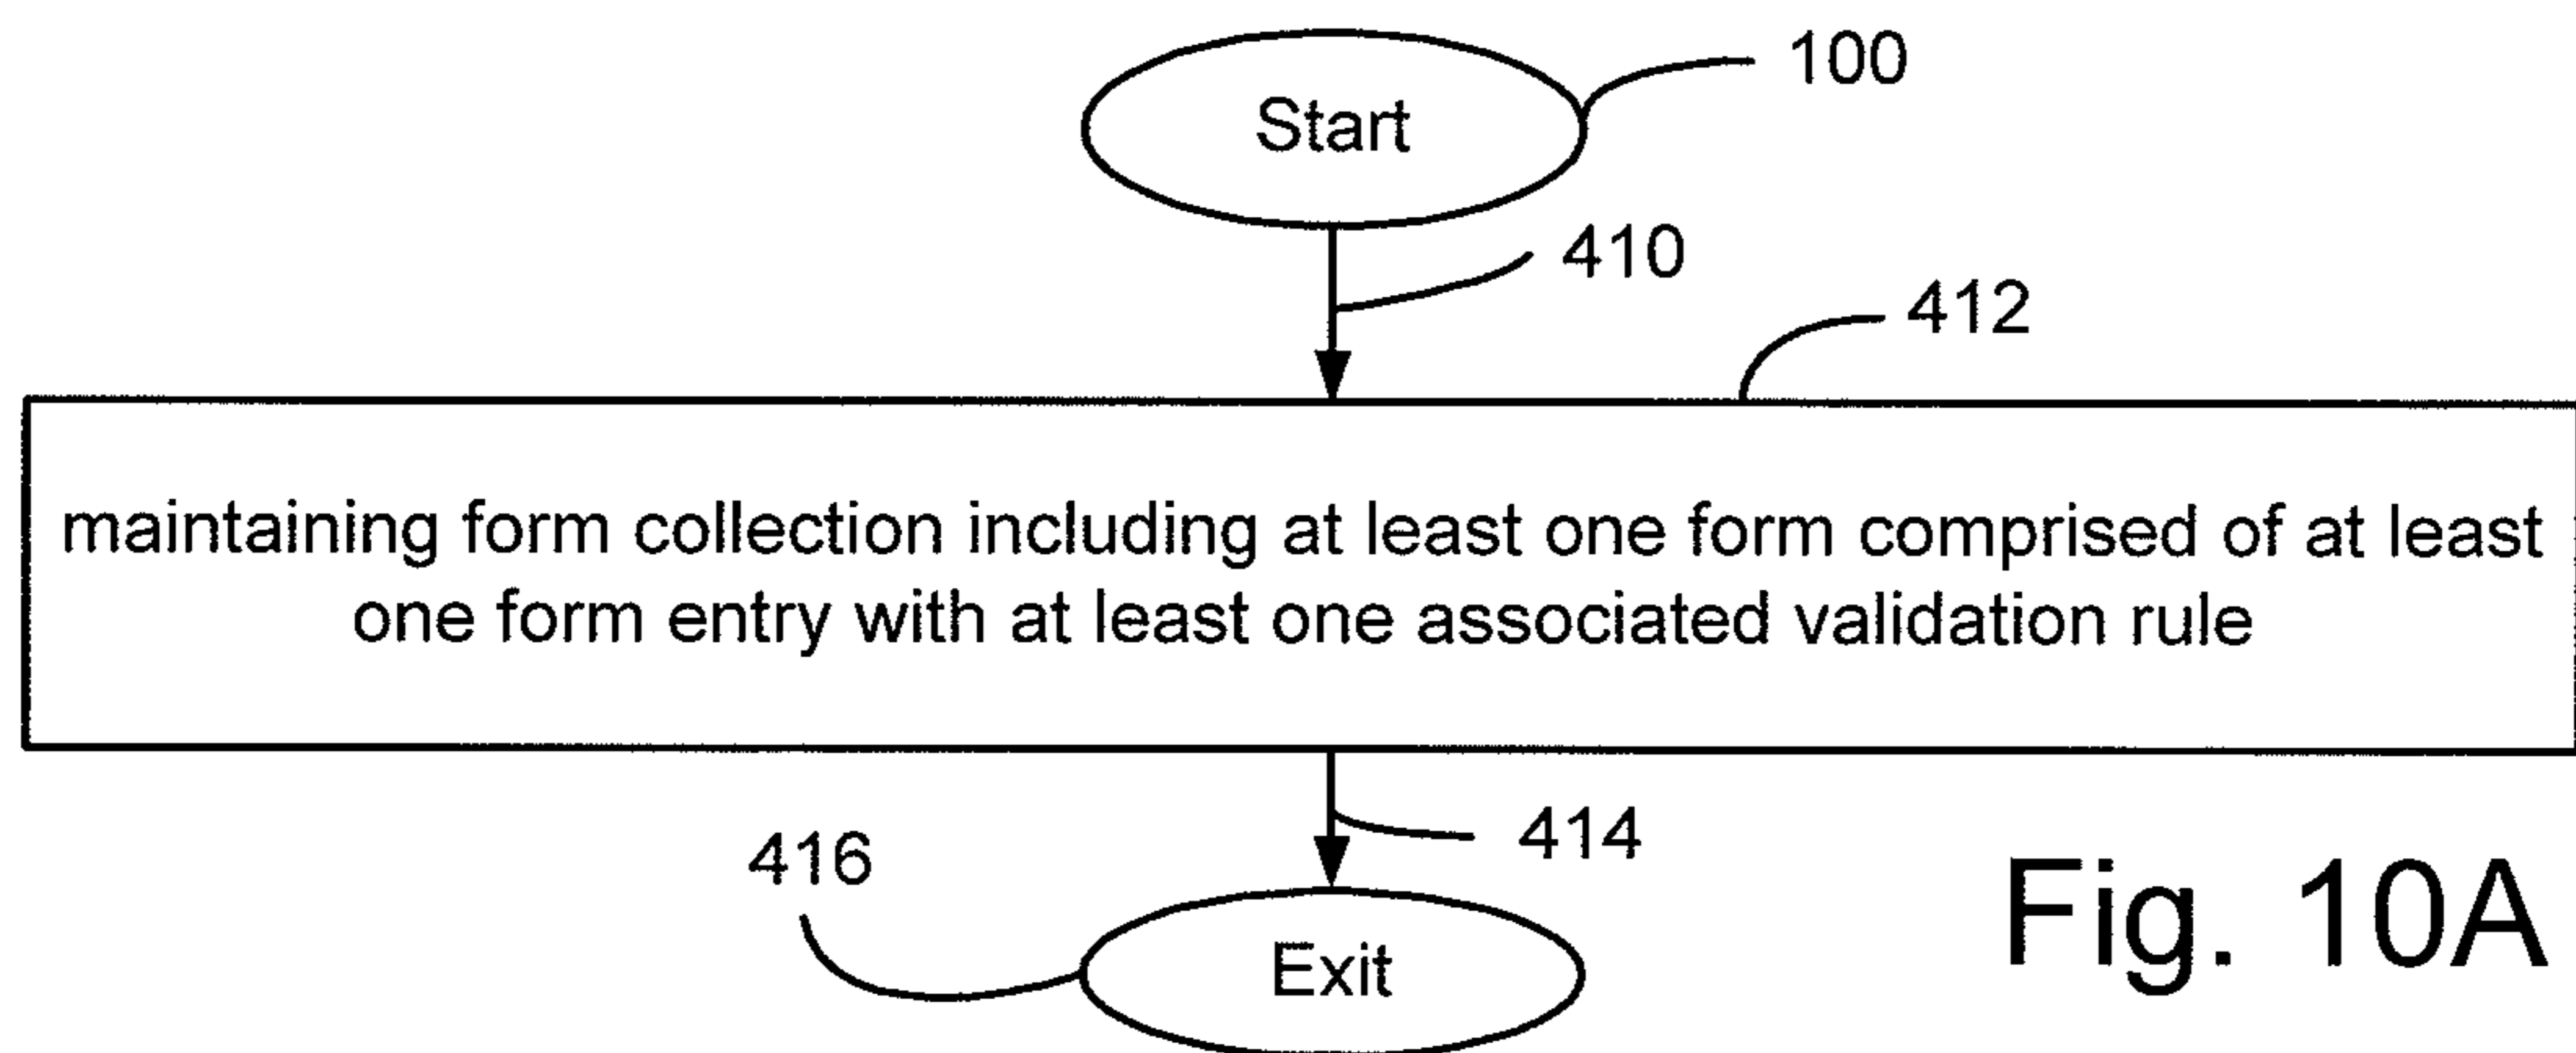 Start
100
410
412
maintaining form collection including at least one form comprised of at least
one form entry with at least one associated validation rule
414
416
Exit
Fig. 10A